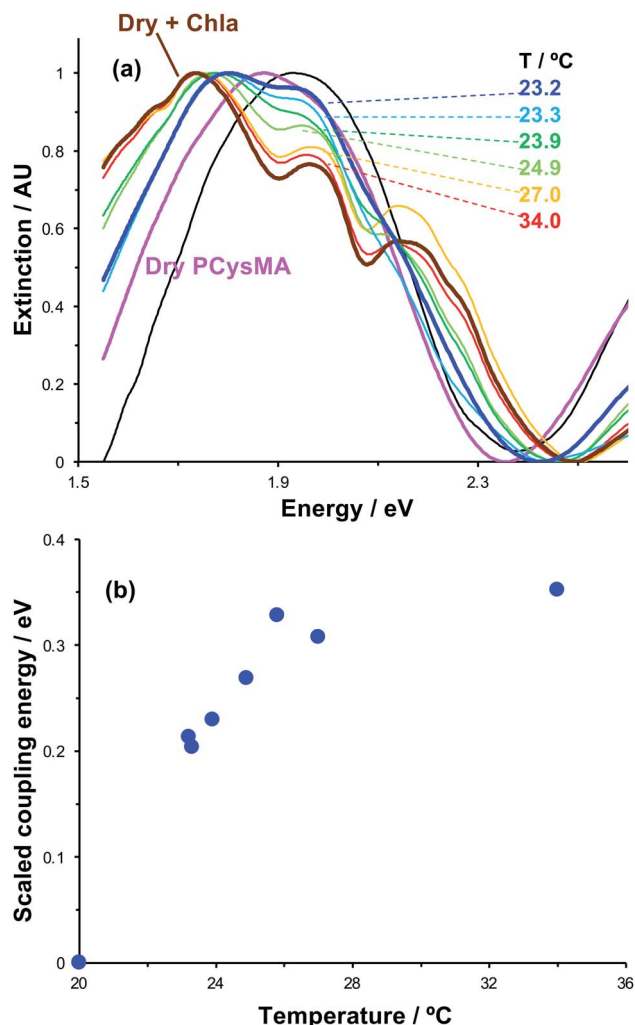 Dry + Chla
(a)
T / ºC
23.2
23.3
23.9
24.9
27.0
34.0
Dry PCysMA
Extinction / AU
1
0.8
0.6
0.4
0.2
0
1.5
1.9
2.3
Energy / eV
(b)
Scaled coupling energy / eV
0.4
0.3
0.2
0.1
0
20
24
28
32
36
Temperature / ºC